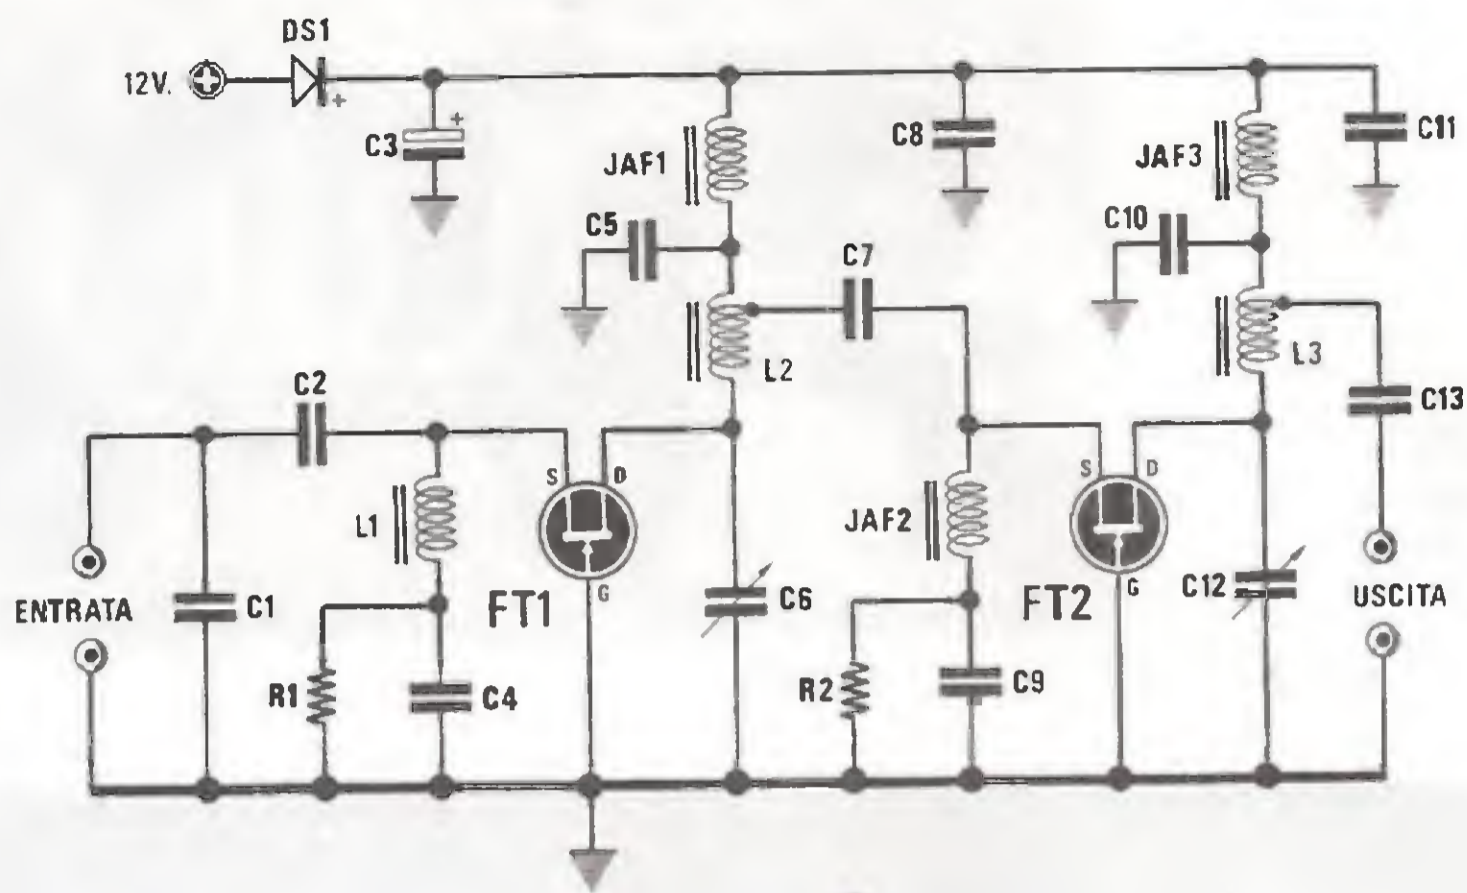 DS1
12V.
+
C3
+
JAF1
C8
JAF3
C11
C5
C7
C10
L2
L3
C2
C13
S
D
S
D
L1
JAF2
ENTRATA
C1
FT1
G
C6
FT2
G
C12
USCITA
R1
C4
R2
C9